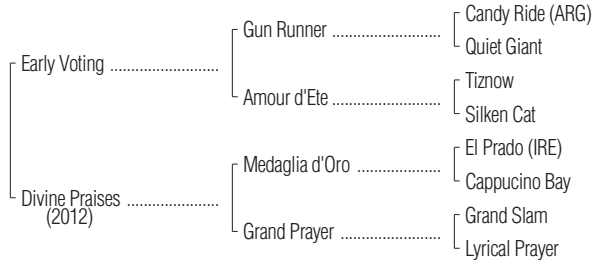 Candy Ride (ARG)
Gun Runner ........................
Quiet Giant
Early Voting ........................
Tiznow
Amour d'Ete ........................
Silken Cat
El Prado (IRE)
Medaglia d'Oro ..................
Cappucino Bay
Divine Praises ......................
(2012)
Grand Slam
Grand Prayer ......................
Lyrical Prayer